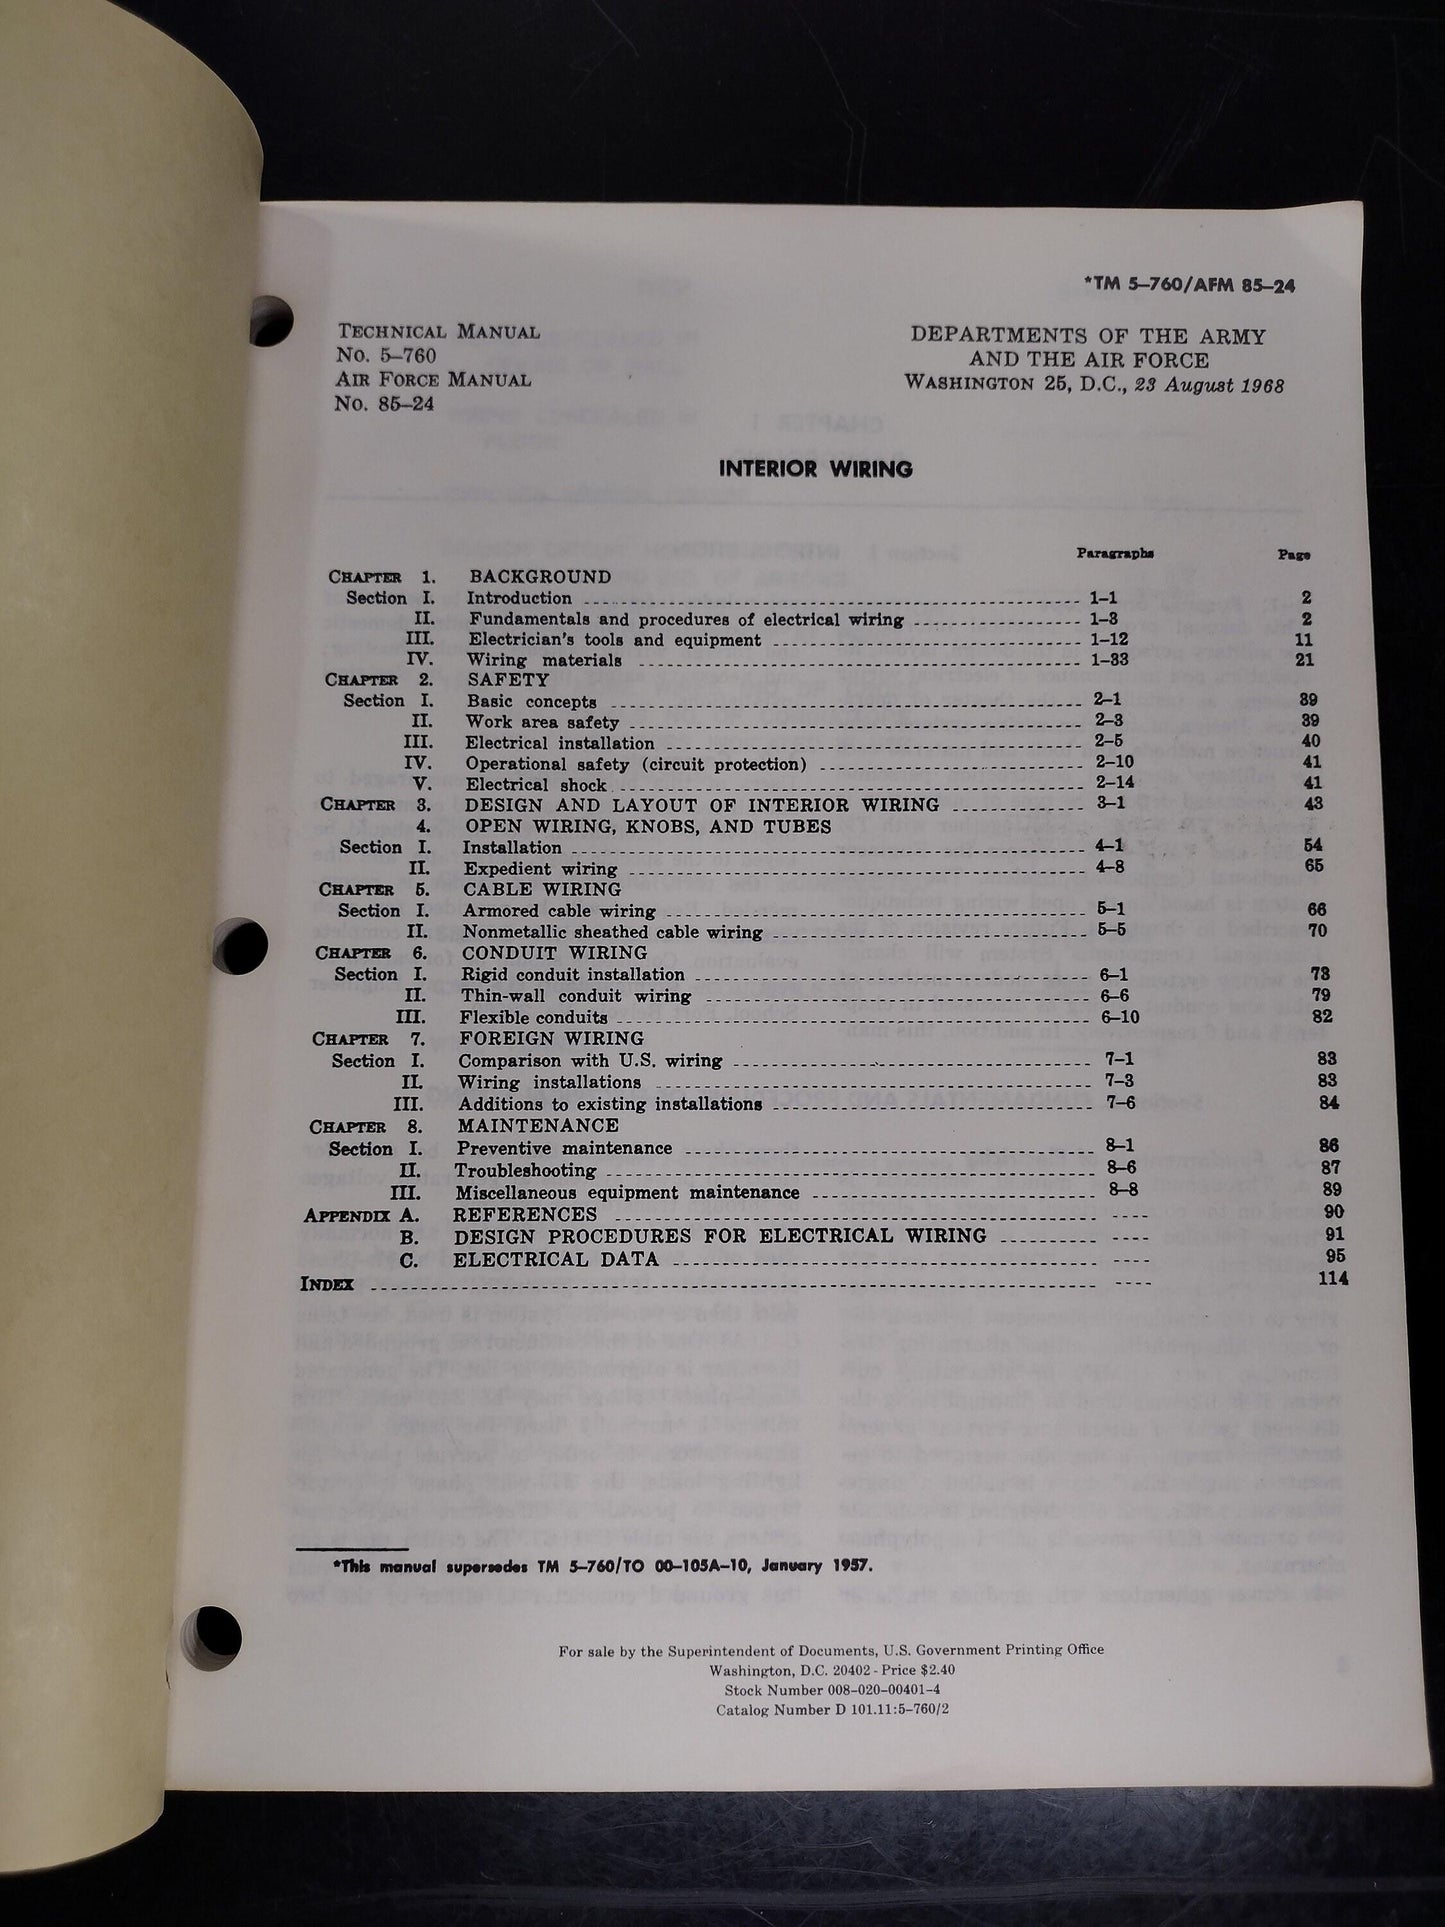 *TM 5–760/AFM 85–24
TECHNICAL MANUAL
No. 5–760
AIR FORCE MANUAL
No. 85–24
DEPARTMENTS OF THE ARMY
AND THE AIR FORCE
WASHINGTON 25, D.C., 23 August 1968
INTERIOR WIRING
Paragraphs Page
CHAPTER 1. BACKGROUND
Section I. Introduction 1–1 2
II. Fundamentals and procedures of electrical wiring 1–3 2
III. Electrician's tools and equipment 1–12 11
IV. Wiring materials 1–33 21
CHAPTER 2. SAFETY
Section I. Basic concepts 2–1 39
II. Work area safety 2–3 39
III. Electrical installation 2–5 40
IV. Operational safety (circuit protection) 2–10 41
V. Electrical shock 2–14 41
CHAPTER 3. DESIGN AND LAYOUT OF INTERIOR WIRING 3–1 43
4. OPEN WIRING, KNOBS, AND TUBES
Section I. Installation 4–1 54
II. Expedient wiring 4–8 65
CHAPTER 5. CABLE WIRING
Section I. Armored cable wiring 5–1 66
II. Nonmetallic sheathed cable wiring 5–5 70
CHAPTER 6. CONDUIT WIRING
Section I. Rigid conduit installation 6–1 73
II. Thin-wall conduit wiring 6–6 79
III. Flexible conduits 6–10 82
CHAPTER 7. FOREIGN WIRING
Section I. Comparison with U.S. wiring 7–1 83
II. Wiring installations 7–3 83
III. Additions to existing installations 7–6 84
CHAPTER 8. MAINTENANCE
Section I. Preventive maintenance 8–1 86
II. Troubleshooting 8–6 87
III. Miscellaneous equipment maintenance 8–8 89
APPENDIX A. REFERENCES ---- 90
B. DESIGN PROCEDURES FOR ELECTRICAL WIRING ---- 91
C. ELECTRICAL DATA ---- 95
INDEX ---- 114
*This manual supersedes TM 5–760/TO 00–105A–10, January 1957.
For sale by the Superintendent of Documents, U.S. Government Printing Office
Washington, D.C. 20402 - Price $2.40
Stock Number 008–020–00401–4
Catalog Number D 101.11:5–760/2